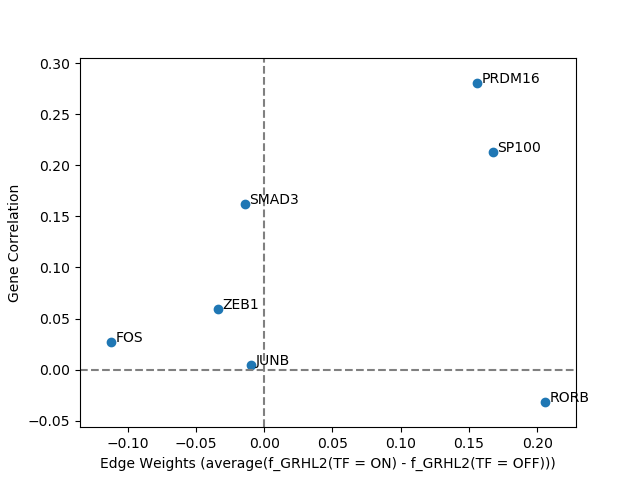 0.30
0.25
0.20
0.15
0.10
0.05
0.00
−0.05
Gene Correlation
PRDM16
SP100
SMAD3
ZEB1
FOS
JUNB
RORB
−0.10 −0.05 0.00 0.05 0.10 0.15 0.20
Edge Weights (average(f_GRHL2(TF = ON) - f_GRHL2(TF = OFF)))